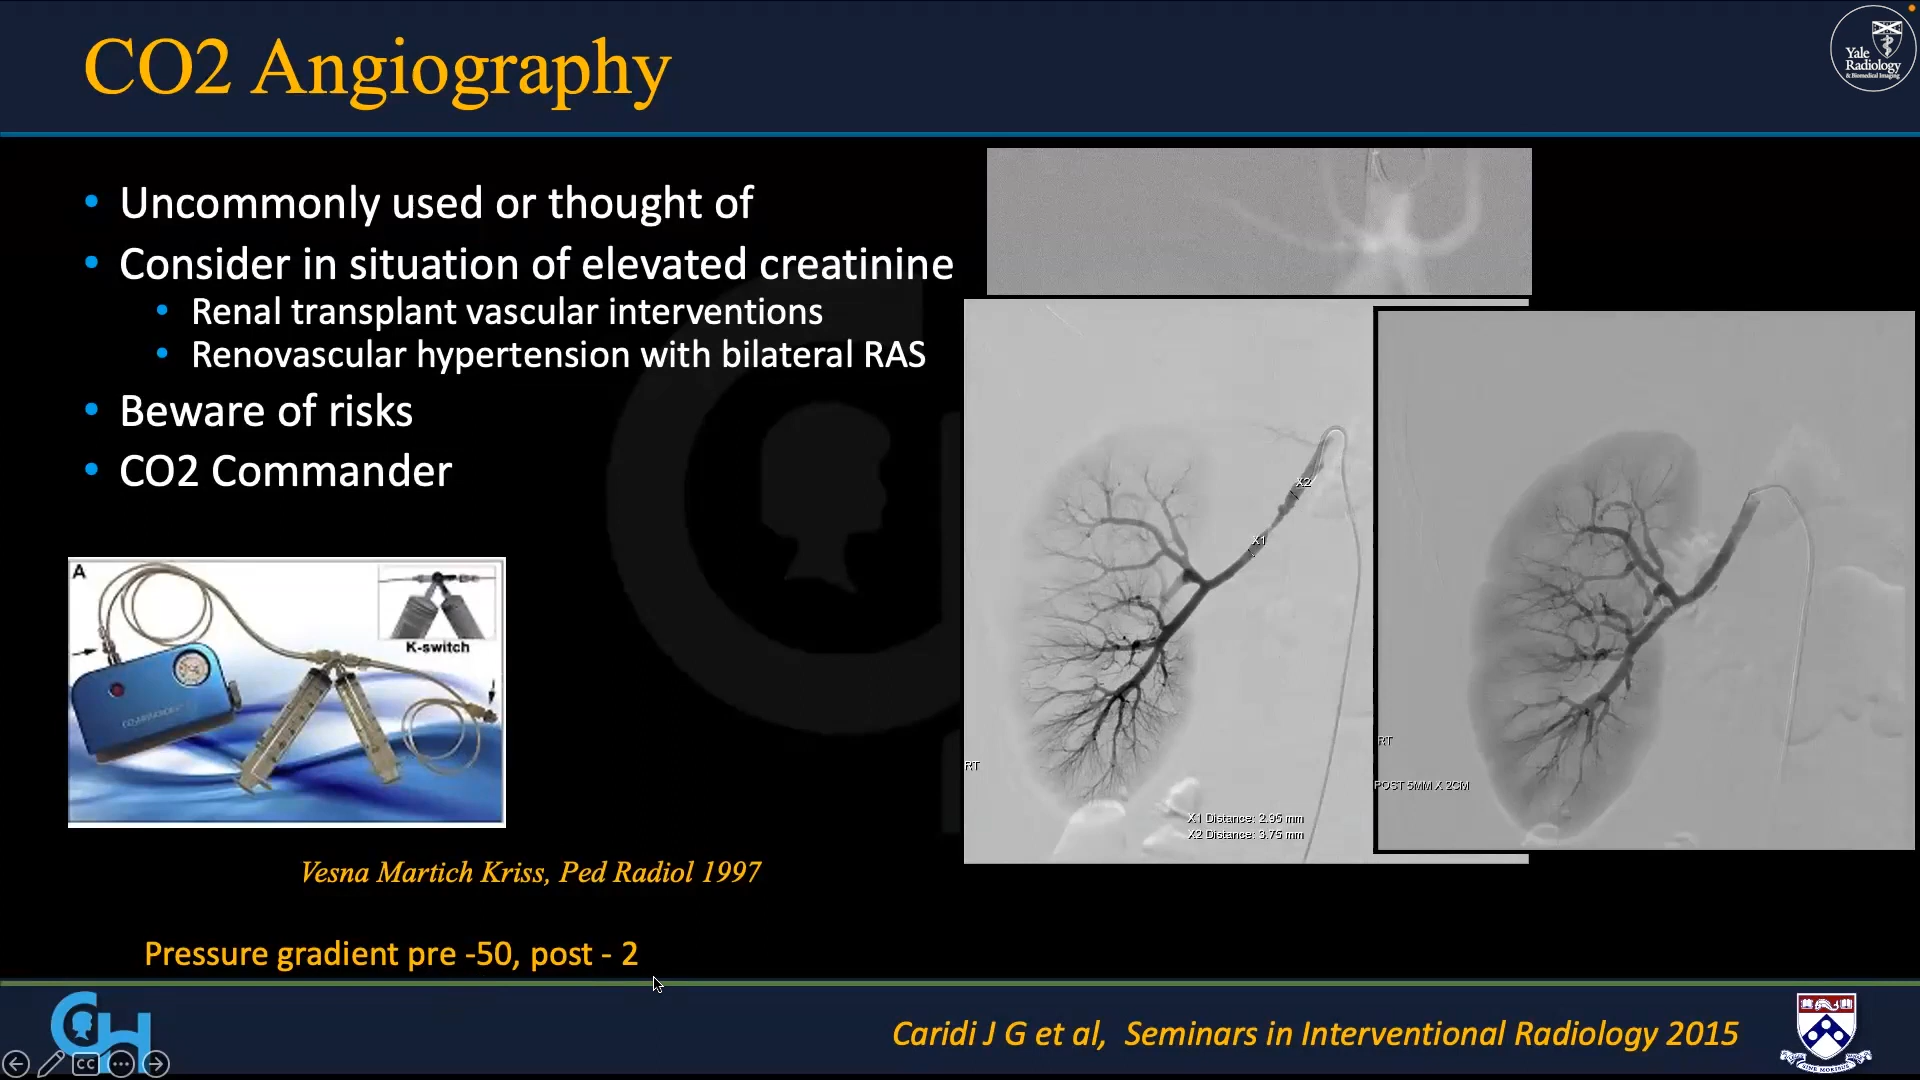 CO2 Angiography
Yale
Radiology
& Biomedical Imaging
• Uncommonly used or thought of
• Consider in situation of elevated creatinine
• Renal transplant vascular interventions
• Renovascular hypertension with bilateral RAS
• Beware of risks
• CO2 Commander
A
K-switch
X2
X1
RT
X1 Distance: 2.95 mm
X2 Distance: 3.75 mm
RT
POST 5MM X 2CM
Vesna Martich Kriss, Ped Radiol 1997
Pressure gradient pre -50, post - 2
CH
Caridi J G et al, Seminars in Interventional Radiology 2015
CC